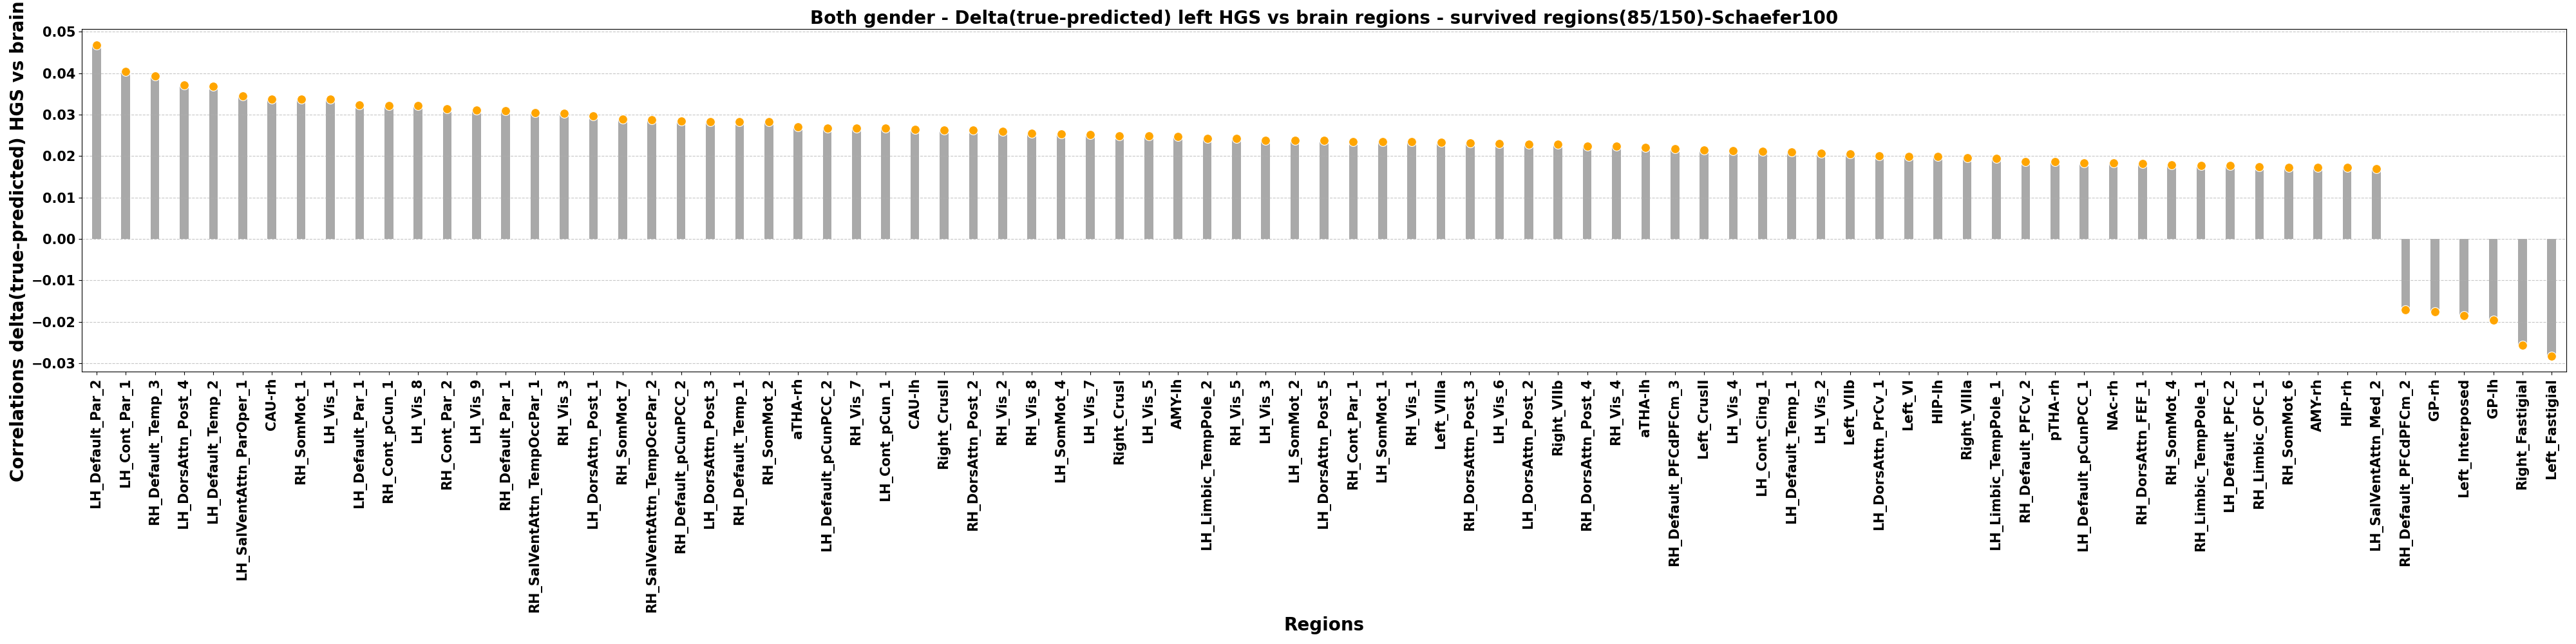 Both gender - Delta(true-predicted) left HGS vs brain regions - survived regions(85/150)-Schaefer100
Correlations delta(true-predicted) HGS vs brain
0.05
0.04
0.03
0.02
0.01
0.00
−0.01
−0.02
−0.03
LH_Default_Par_2
LH_Cont_Par_1
RH_Default_Temp_3
LH_DorsAttn_Post_4
LH_Default_Temp_2
LH_SalVentAttn_ParOper_1
CAU-rh
RH_SomMot_1
LH_Vis_1
LH_Default_Par_1
RH_Cont_pCun_1
LH_Vis_8
RH_Cont_Par_2
LH_Vis_9
RH_Default_Par_1
RH_SalVentAttn_TempOccPar_1
RH_Vis_3
LH_DorsAttn_Post_1
RH_SomMot_7
RH_SalVentAttn_TempOccPar_2
RH_Default_pCunPCC_2
LH_DorsAttn_Post_3
RH_Default_Temp_1
RH_SomMot_2
aTHA-rh
LH_Default_pCunPCC_2
RH_Vis_7
LH_Cont_pCun_1
CAU-lh
Right_CrusII
RH_DorsAttn_Post_2
RH_Vis_2
RH_Vis_8
LH_SomMot_4
LH_Vis_7
Right_CrusI
LH_Vis_5
AMY-lh
LH_Limbic_TempPole_2
RH_Vis_5
LH_Vis_3
LH_SomMot_2
LH_DorsAttn_Post_5
RH_Cont_Par_1
LH_SomMot_1
RH_Vis_1
Left_VIIIa
RH_DorsAttn_Post_3
LH_Vis_6
LH_DorsAttn_Post_2
Right_VIIb
RH_DorsAttn_Post_4
RH_Vis_4
aTHA-lh
RH_Default_PFCdPFCm_3
Left_CrusII
LH_Vis_4
LH_Cont_Cing_1
LH_Default_Temp_1
LH_Vis_2
Left_VIIb
LH_DorsAttn_PrCv_1
Left_VI
HIP-lh
Right_VIIIa
LH_Limbic_TempPole_1
RH_Default_PFCv_2
pTHA-rh
LH_Default_pCunPCC_1
NAc-rh
RH_DorsAttn_FEF_1
RH_SomMot_4
RH_Limbic_TempPole_1
LH_Default_PFC_2
RH_Limbic_OFC_1
RH_SomMot_6
AMY-rh
HIP-rh
LH_SalVentAttn_Med_2
RH_Default_PFCdPFCm_2
GP-rh
Left_Interposed
GP-lh
Right_Fastigial
Left_Fastigial
Regions